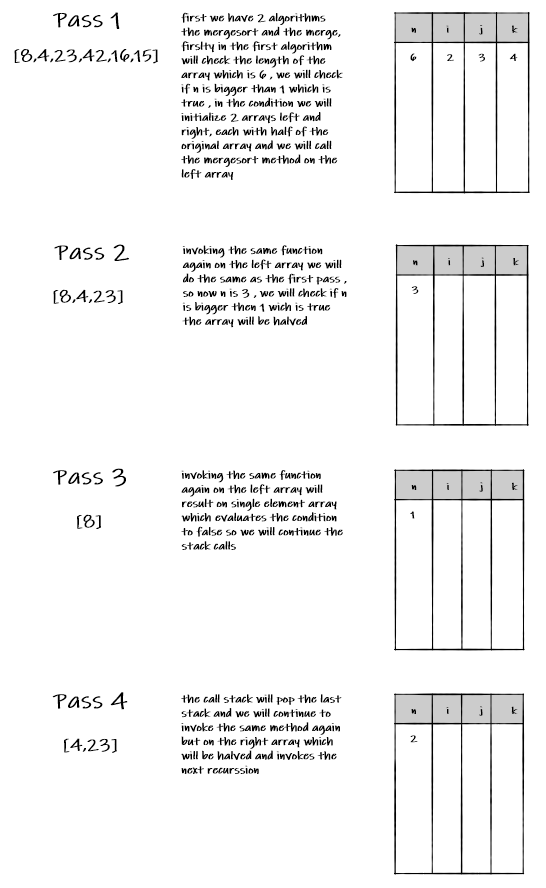 Pass 1
[8,4,23,42,16,15]
first we have 2 algorithms
the mergesort and the merge,
firslty in the first algorithm
will check the length of the
array which is 6 , we will check
if n is bigger than 1 which is
true , in the condition we will
initialize 2 arrays left and
right, each with half of the
original array and we will call
the mergesort method on the
left array
n i j k
6 2 3 4
Pass 2
[8,4,23]
invoking the same function
again on the left array we will
do the same as the first pass ,
so now n is 3 , we will check if n
is bigger then 1 wich is true
the array will be halved
n i j k
3
Pass 3
[8]
invoking the same function
again on the left array will
result on single element array
which evaluates the condition
to false so we will continue the
stack calls
n i j k
1
Pass 4
[4,23]
the call stack will pop the last
stack and we will continue to
invoke the same method again
but on the right array which
will be halved and invokes the
next recurssion
n i j k
2